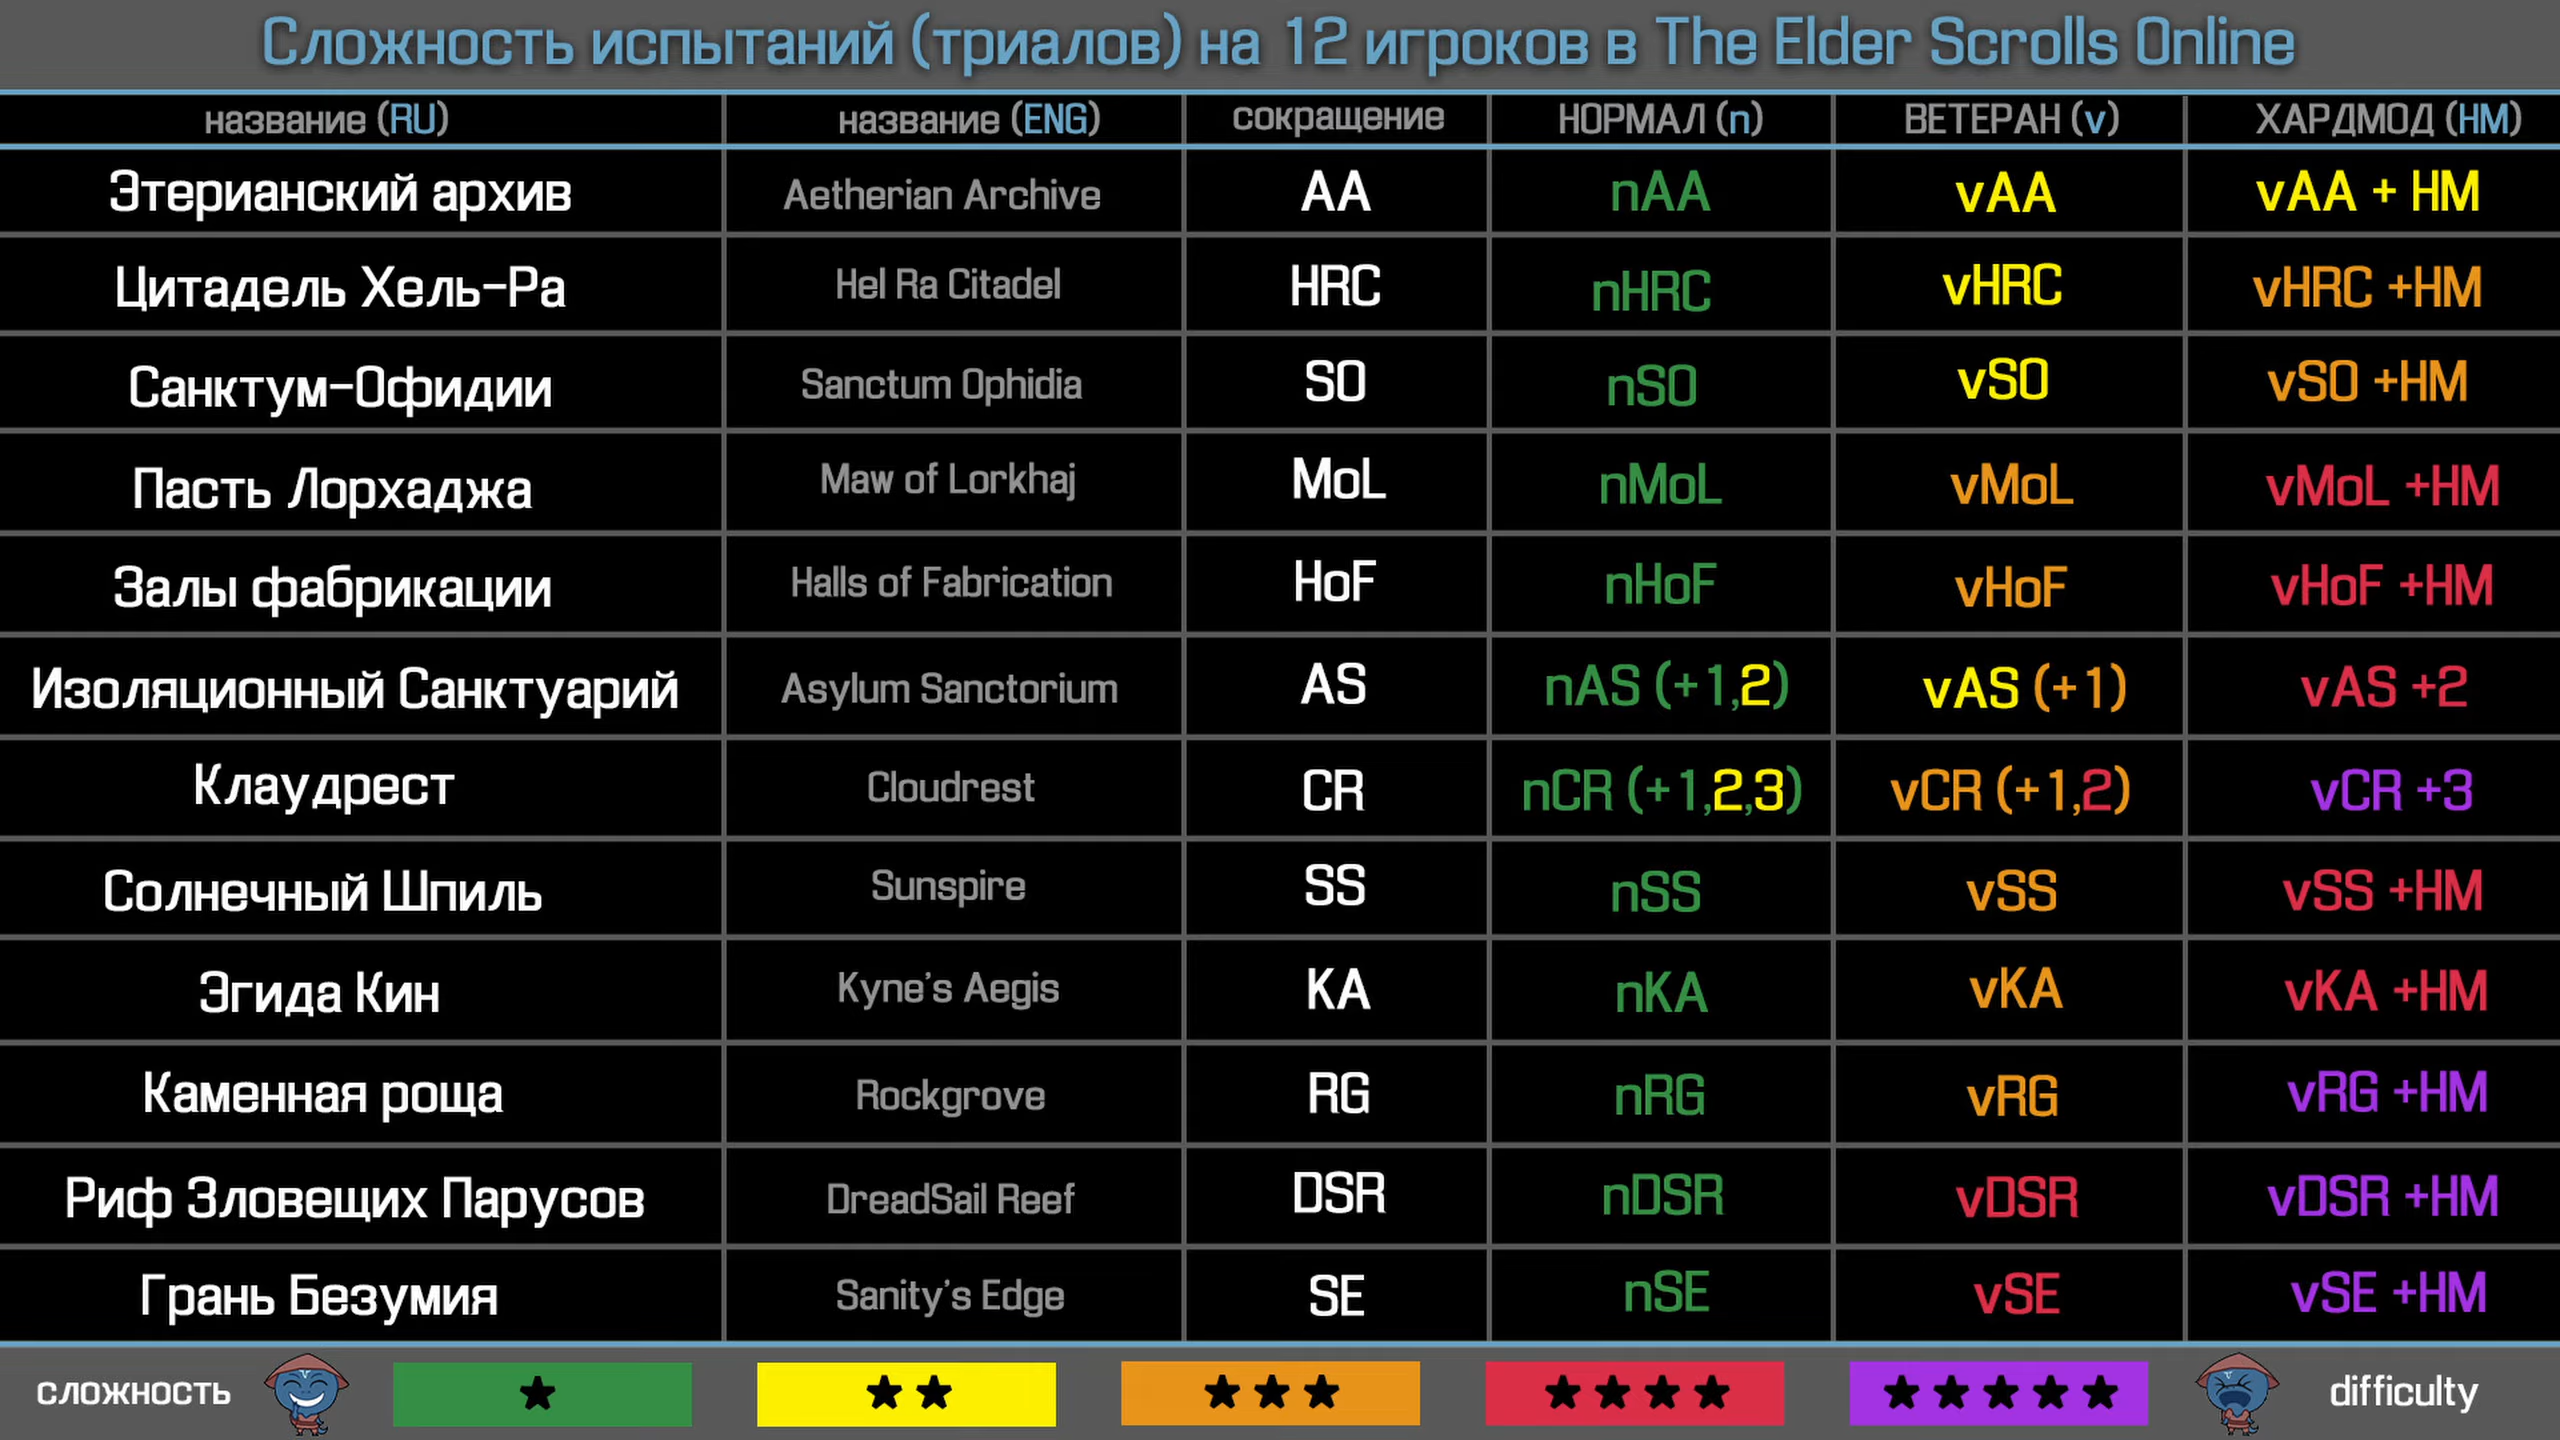 Сложность испытаний (триалов) на 12 игроков в The Elder Scrolls Online
название (RU) название (ENG) сокращение НОРМАЛ (n) ВЕТЕРАН (v) ХАРДМОД (HM)
Этерианский архив Aetherian Archive AA nAA vAA vAA + HM
Цитадель Хель-Ра Hel Ra Citadel HRC nHRC vHRC vHRC +HM
Санктум-Офидии Sanctum Ophidia SO nSO vSO vSO +HM
Пасть Лорхаджа Maw of Lorkhaj MoL nMoL vMoL vMoL +HM
Залы фабрикации Halls of Fabrication HoF nHoF vHoF vHoF +HM
Изоляционный Санктуарий Asylum Sanctorium AS nAS (+1,2) vAS (+1) vAS +2
Клаудрест Cloudrest CR nCR (+1,2,3) vCR (+1,2) vCR +3
Солнечный Шпиль Sunspire SS nSS vSS vSS +HM
Эгида Кин Kyne's Aegis KA nKA vKA vKA +HM
Каменная роща Rockgrove RG nRG vRG vRG +HM
Риф Зловещих Парусов DreadSail Reef DSR nDSR vDSR vDSR +HM
Грань Безумия Sanity's Edge SE nSE vSE vSE +HM
сложность ★ ★★ ★★★ ★★★★ ★★★★★ difficulty